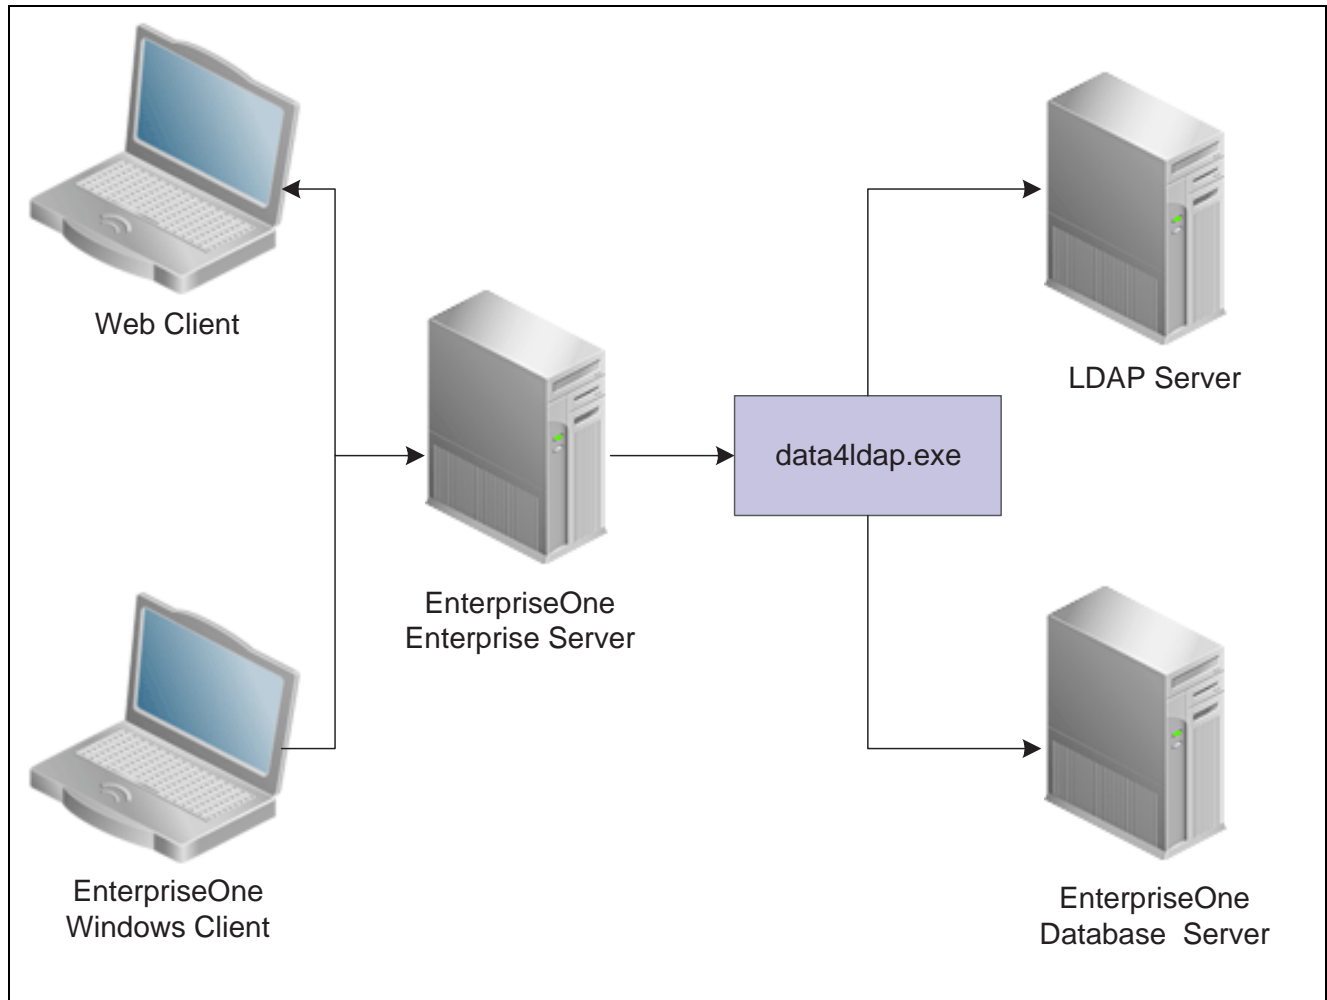 Web Client
LDAP Server
data4ldap.exe
EnterpriseOne
Enterprise Server
EnterpriseOne
Windows Client
EnterpriseOne
Database Server